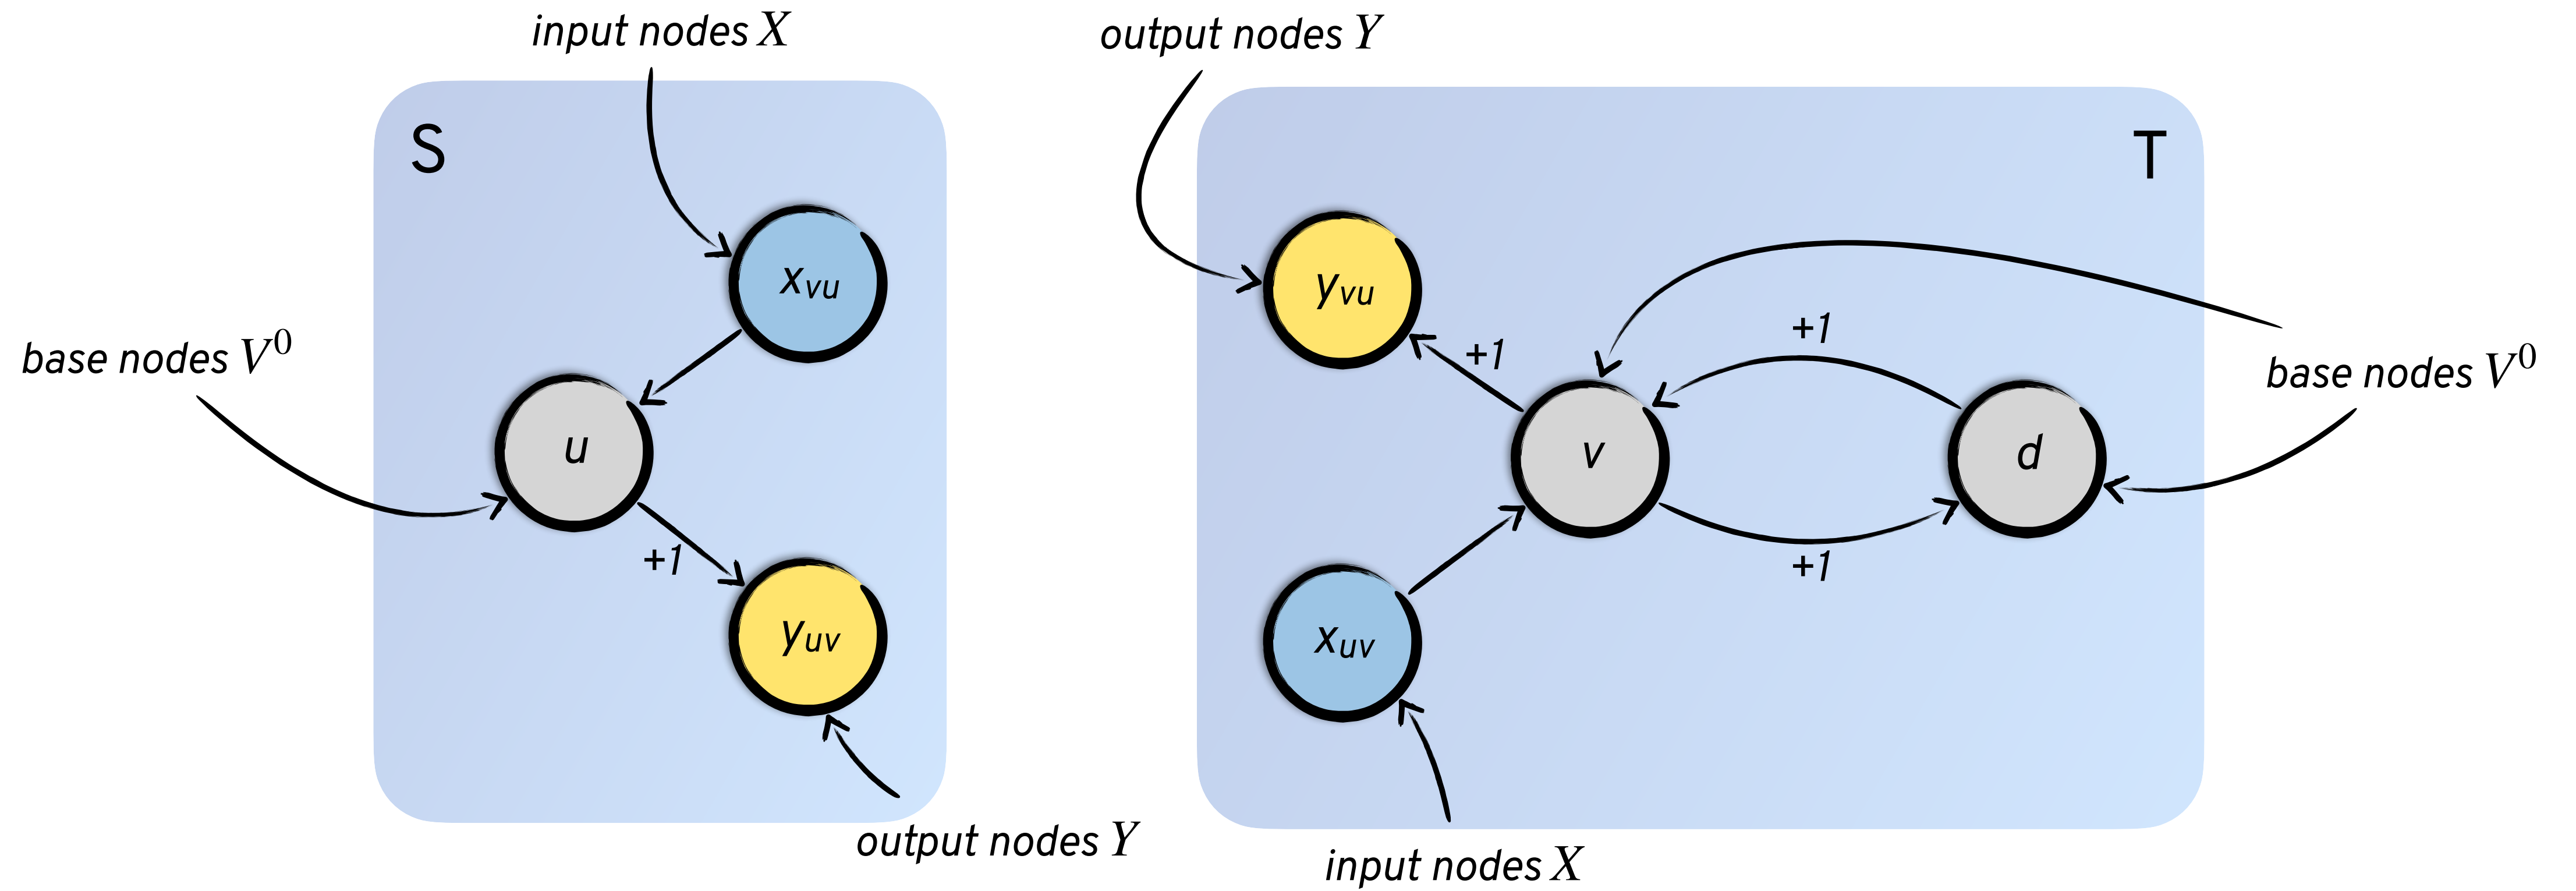 input nodes X
output nodes Y
S
T
x_vu
y_vu
+1
+1
base nodes V^0
base nodes V^0
u
v
d
+1
+1
y_uv
x_uv
output nodes Y
input nodes X